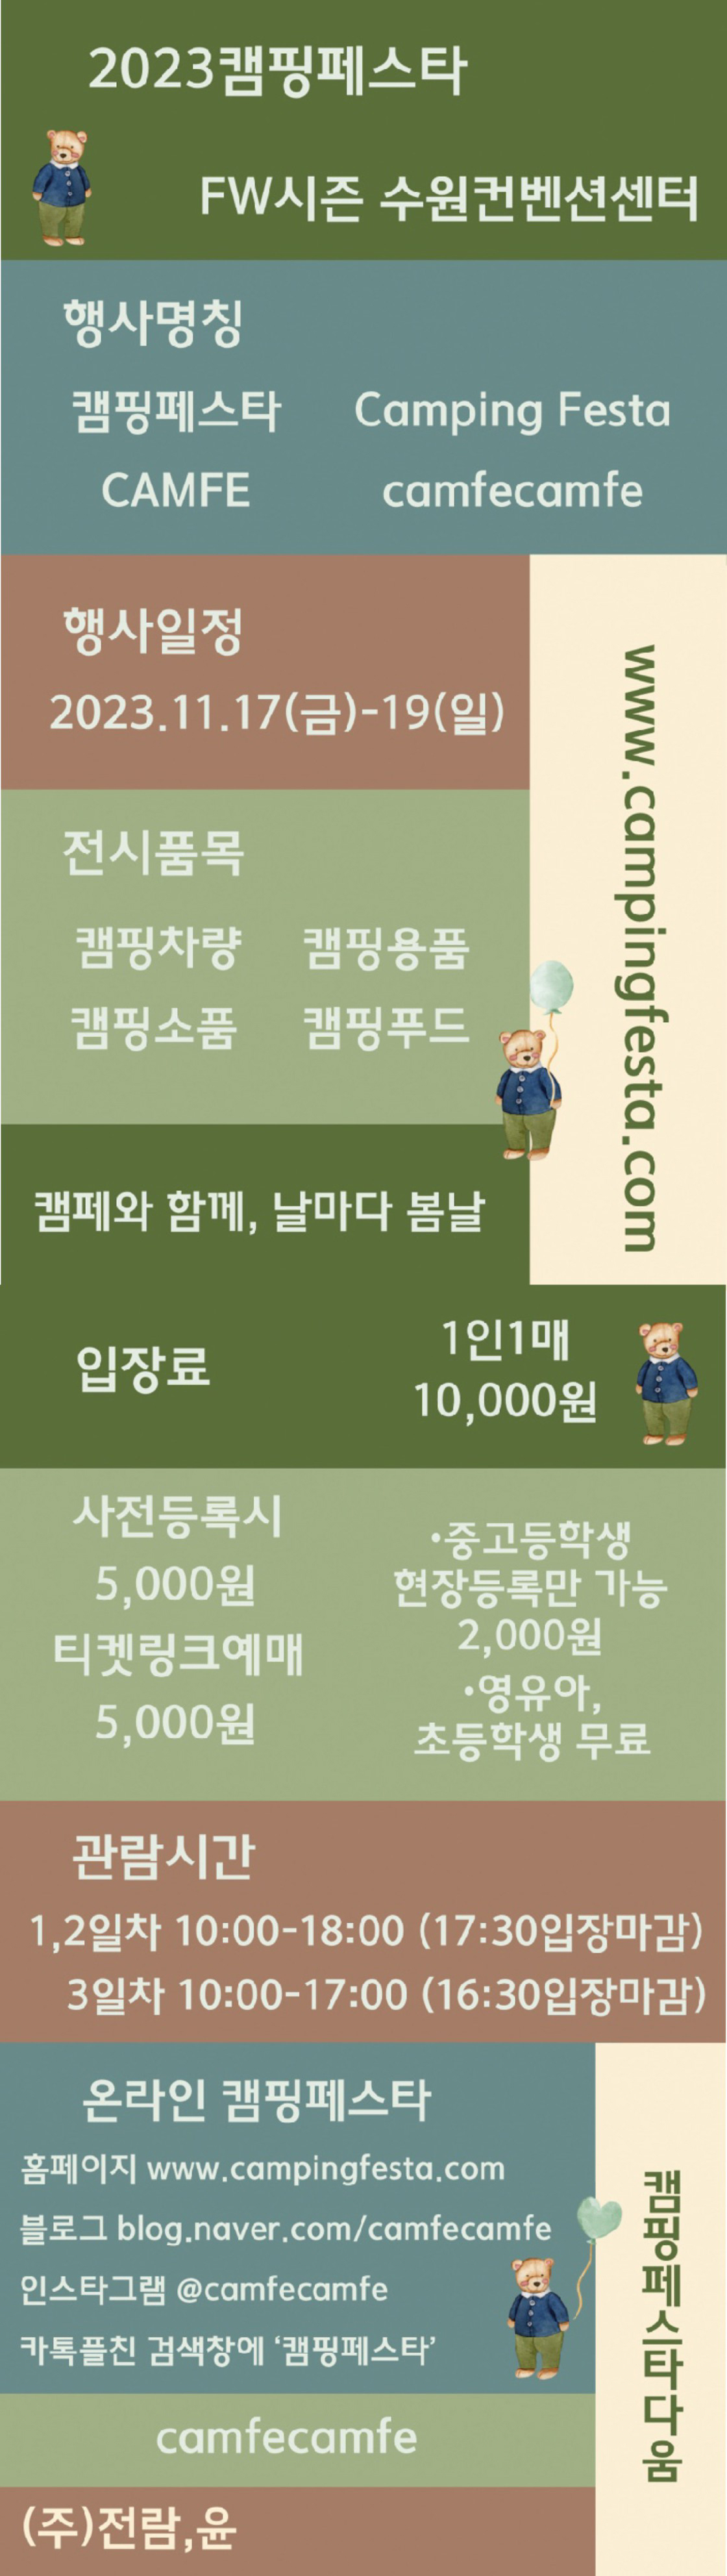 2023캠핑페스타
FW시즌 수원컨벤션센터
행사명칭
캠핑페스타 Camping Festa
CAMFE camfecamfe
행사일정
2023.11.17(금)-19(일)
www.campingfesta.com
전시품목
캠핑차량 캠핑용품
캠핑소품 캠핑푸드
캠페와 함께, 날마다 봄날
입장료
1인1매
10,000원
사전등록시
5,000원
티켓링크예매
5,000원
•중고등학생
현장등록만 가능
2,000원
•영유아,
초등학생 무료
관람시간
1,2일차 10:00-18:00 (17:30입장마감)
3일차 10:00-17:00 (16:30입장마감)
온라인 캠핑페스타
홈페이지 www.campingfesta.com
블로그 blog.naver.com/camfecamfe
인스타그램 @camfecamfe
카톡플친 검색창에 ‘캠핑페스타’
캠핑페스타다움
camfecamfe
(주)전람,윤